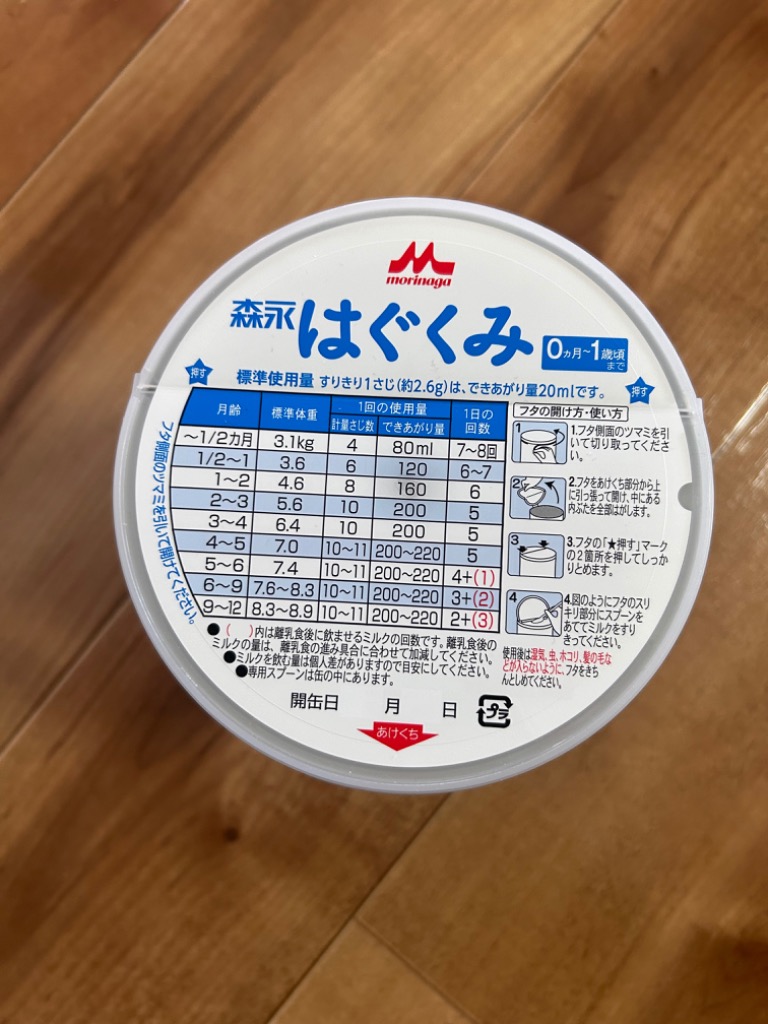 morinaga
森永 はぐくみ 0ヵ月~1歳頃まで
押す
押す
標準使用量 すりきり1さじ(約2.6g)は、できあがり量20mlです。
月齢 標準体重 1回の使用量 1日の回数
計量さじ数 できあがり量
~1/2カ月 3.1kg 4 80ml 7~8回
1/2~1 3.6 6 120 6~7
1~2 4.6 8 160 6
2~3 5.6 10 200 5
3~4 6.4 10 200 5
4~5 7.0 10~11 200~220 5
5~6 7.4 10~11 200~220 4+(1)
6~9 7.6~8.3 10~11 200~220 3+(2)
9~12 8.3~8.9 10~11 200~220 2+(3)
●( )内は離乳食後に飲ませるミルクの回数です。離乳食後の
ミルクの量は、離乳食の進み具合に合わせて加減してください。
●ミルクを飲む量は個人差がありますので目安にしてください。
●専用スプーンは缶の中にあります。
フタの開け方・使い方
1
1.フタ側面のツマミを引
いて切り取ってくださ
い。
2
2.フタをあけくち部分から上
に引っ張って開け、中にある
内ぶたを全部はがします。
3
3.フタの「★押す」マーク
の2箇所を押してしっか
りとめます。
4
4.図のようにフタのスリ
キリ部分にスプーンを
あててミルクをすり
きってください。
使用後は湿気、虫、ホコリ、髪の毛な
どが入らないように、フタをきち
んとしめてください。
開缶日 月 日
プラ
あけくち
フタ側面のツマミを引いて開けてください。